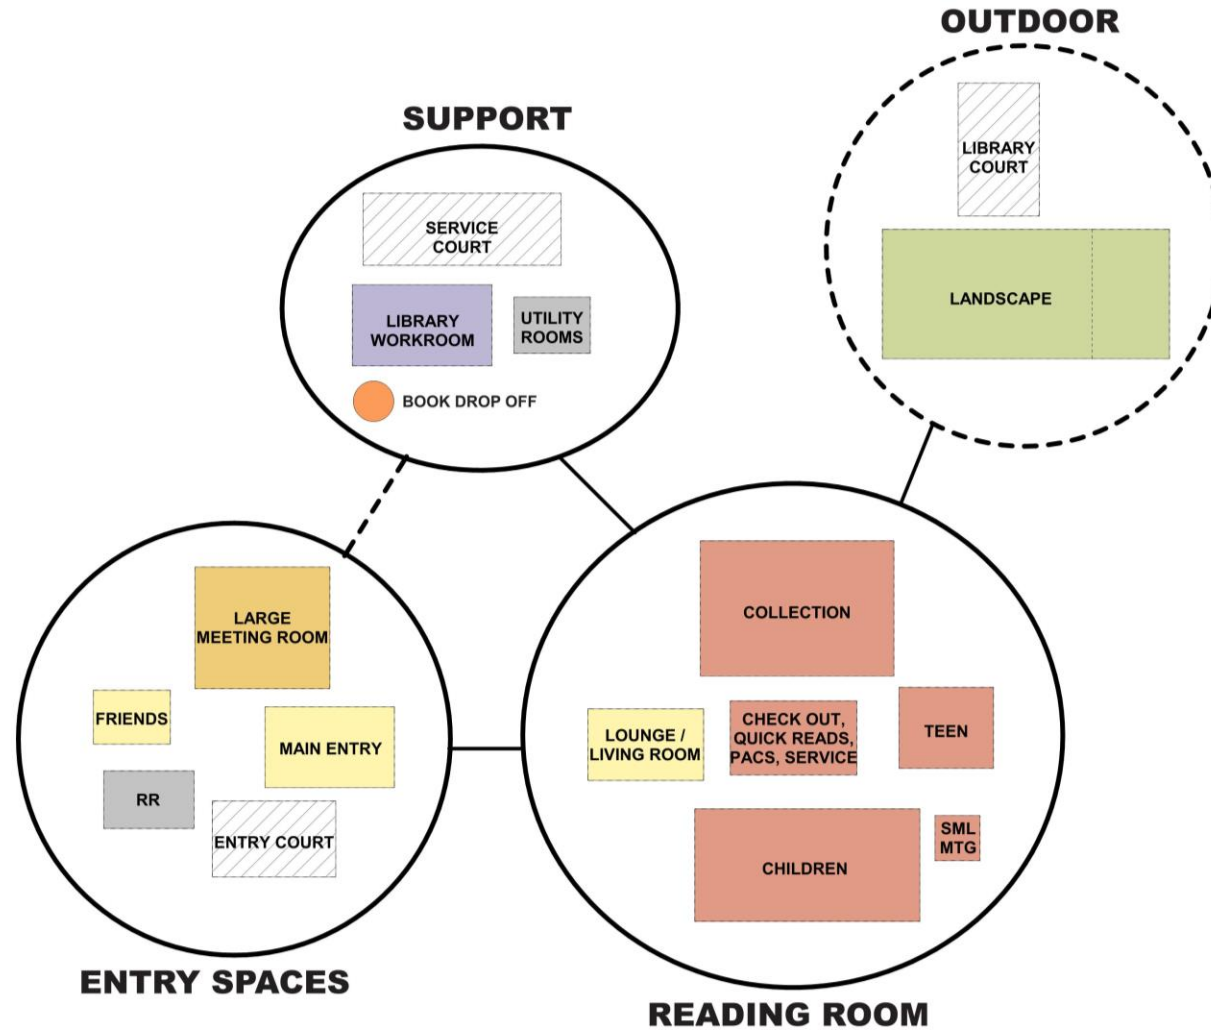 OUTDOOR
LIBRARY
COURT
LANDSCAPE
SUPPORT
SERVICE
COURT
LIBRARY
WORKROOM
UTILITY
ROOMS
BOOK DROP OFF
LARGE
MEETING ROOM
FRIENDS
MAIN ENTRY
RR
ENTRY COURT
ENTRY SPACES
COLLECTION
LOUNGE /
LIVING ROOM
CHECK OUT,
QUICK READS,
PACS, SERVICE
TEEN
CHILDREN
SML
MTG
READING ROOM